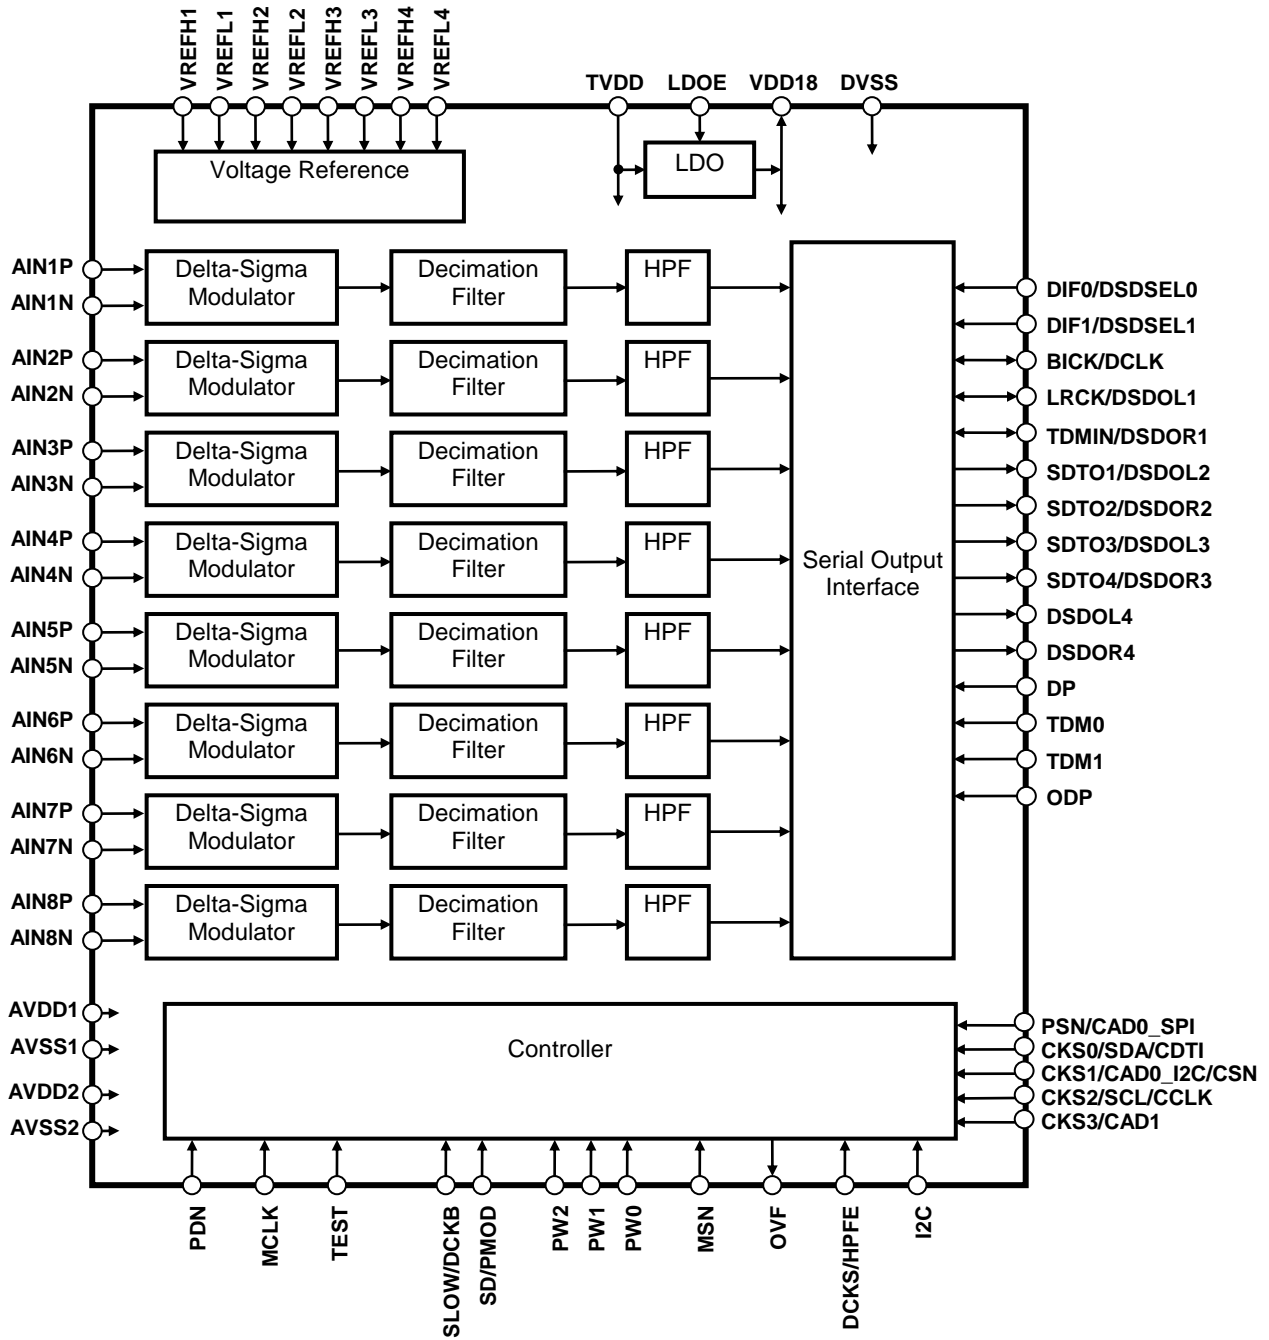 VREFH1
VREFL1
VREFH2
VREFL2
VREFH3
VREFL3
VREFH4
VREFL4
TVDD
LDOE
VDD18
DVSS
Voltage Reference
LDO
AIN1P
AIN1N
Delta-Sigma
Modulator
Decimation
Filter
HPF
AIN2P
AIN2N
Delta-Sigma
Modulator
Decimation
Filter
HPF
AIN3P
AIN3N
Delta-Sigma
Modulator
Decimation
Filter
HPF
AIN4P
AIN4N
Delta-Sigma
Modulator
Decimation
Filter
HPF
AIN5P
AIN5N
Delta-Sigma
Modulator
Decimation
Filter
HPF
AIN6P
AIN6N
Delta-Sigma
Modulator
Decimation
Filter
HPF
AIN7P
AIN7N
Delta-Sigma
Modulator
Decimation
Filter
HPF
AIN8P
AIN8N
Delta-Sigma
Modulator
Decimation
Filter
HPF
Serial Output
Interface
DIF0/DSDSEL0
DIF1/DSDSEL1
BICK/DCLK
LRCK/DSDOL1
TDMIN/DSDOR1
SDTO1/DSDOL2
SDTO2/DSDOR2
SDTO3/DSDOL3
SDTO4/DSDOR3
DSDOL4
DSDOR4
DP
TDM0
TDM1
ODP
AVDD1
AVSS1
AVDD2
AVSS2
Controller
PSN/CAD0_SPI
CKS0/SDA/CDTI
CKS1/CAD0_I2C/CSN
CKS2/SCL/CCLK
CKS3/CAD1
PDN
MCLK
TEST
SLOW/DCKB
SD/PMOD
PW2
PW1
PW0
MSN
OVF
DCKS/HPFE
I2C